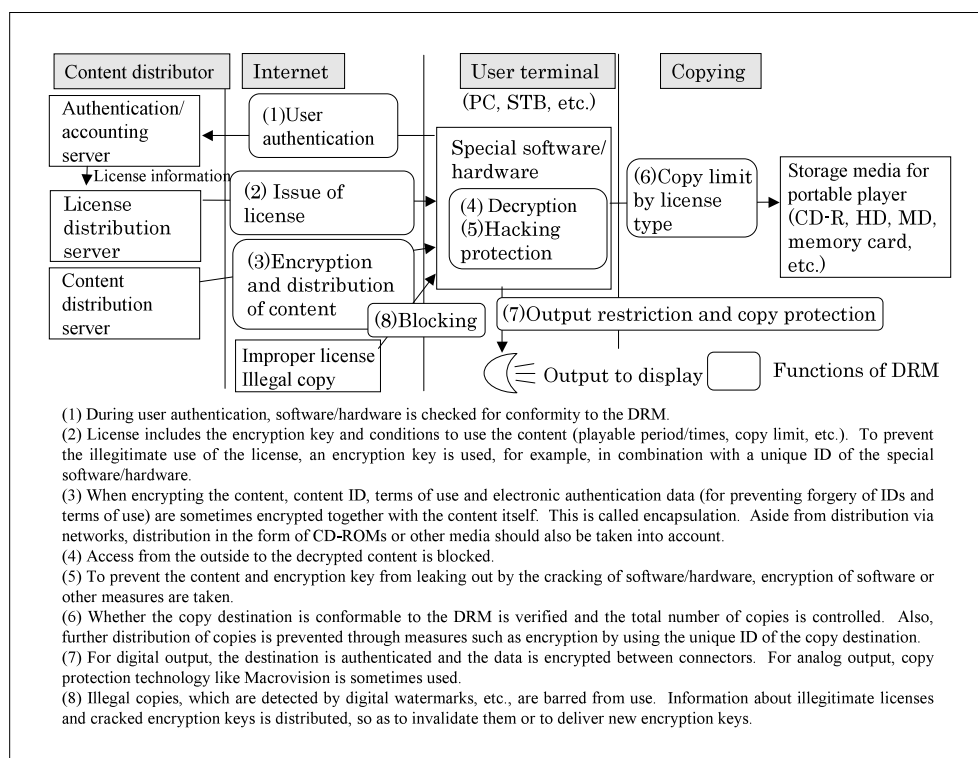 Content distributor
Internet
User terminal
(PC, STB, etc.)
Copying
Authentication/
accounting
server
(1)User
authentication
License information
License
distribution
server
(2) Issue of
license
Content
distribution
server
(3)Encryption
and distribution
of content
Improper license
Illegal copy
(8)Blocking
Special software/
hardware
(4) Decryption
(5)Hacking
protection
(6)Copy limit
by license
type
Storage media for
portable player
(CD-R, HD, MD,
memory card,
etc.)
(7)Output restriction and copy protection
Output to display
Functions of DRM
(1) During user authentication, software/hardware is checked for conformity to the DRM.
(2) License includes the encryption key and conditions to use the content (playable period/times, copy limit, etc.). To prevent
the illegitimate use of the license, an encryption key is used, for example, in combination with a unique ID of the special
software/hardware.
(3) When encrypting the content, content ID, terms of use and electronic authentication data (for preventing forgery of IDs and
terms of use) are sometimes encrypted together with the content itself. This is called encapsulation. Aside from distribution via
networks, distribution in the form of CD-ROMs or other media should also be taken into account.
(4) Access from the outside to the decrypted content is blocked.
(5) To prevent the content and encryption key from leaking out by the cracking of software/hardware, encryption of software or
other measures are taken.
(6) Whether the copy destination is conformable to the DRM is verified and the total number of copies is controlled. Also,
further distribution of copies is prevented through measures such as encryption by using the unique ID of the copy destination.
(7) For digital output, the destination is authenticated and the data is encrypted between connectors. For analog output, copy
protection technology like Macrovision is sometimes used.
(8) Illegal copies, which are detected by digital watermarks, etc., are barred from use. Information about illegitimate licenses
and cracked encryption keys is distributed, so as to invalidate them or to deliver new encryption keys.